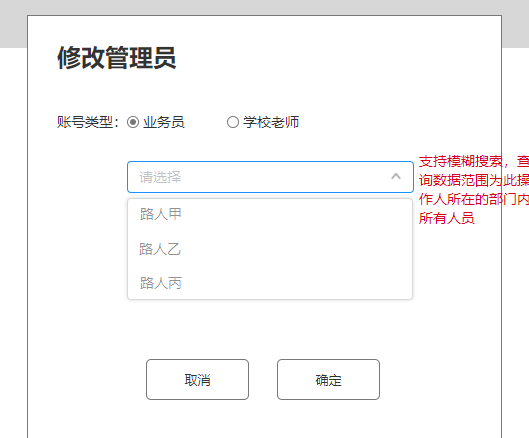 修改管理员
账号类型：
业务员
学校老师
请选择
支持模糊搜索，查
询数据范围为此操
作人所在的部门内
所有人员
路人甲
路人乙
路人丙
取消
确定